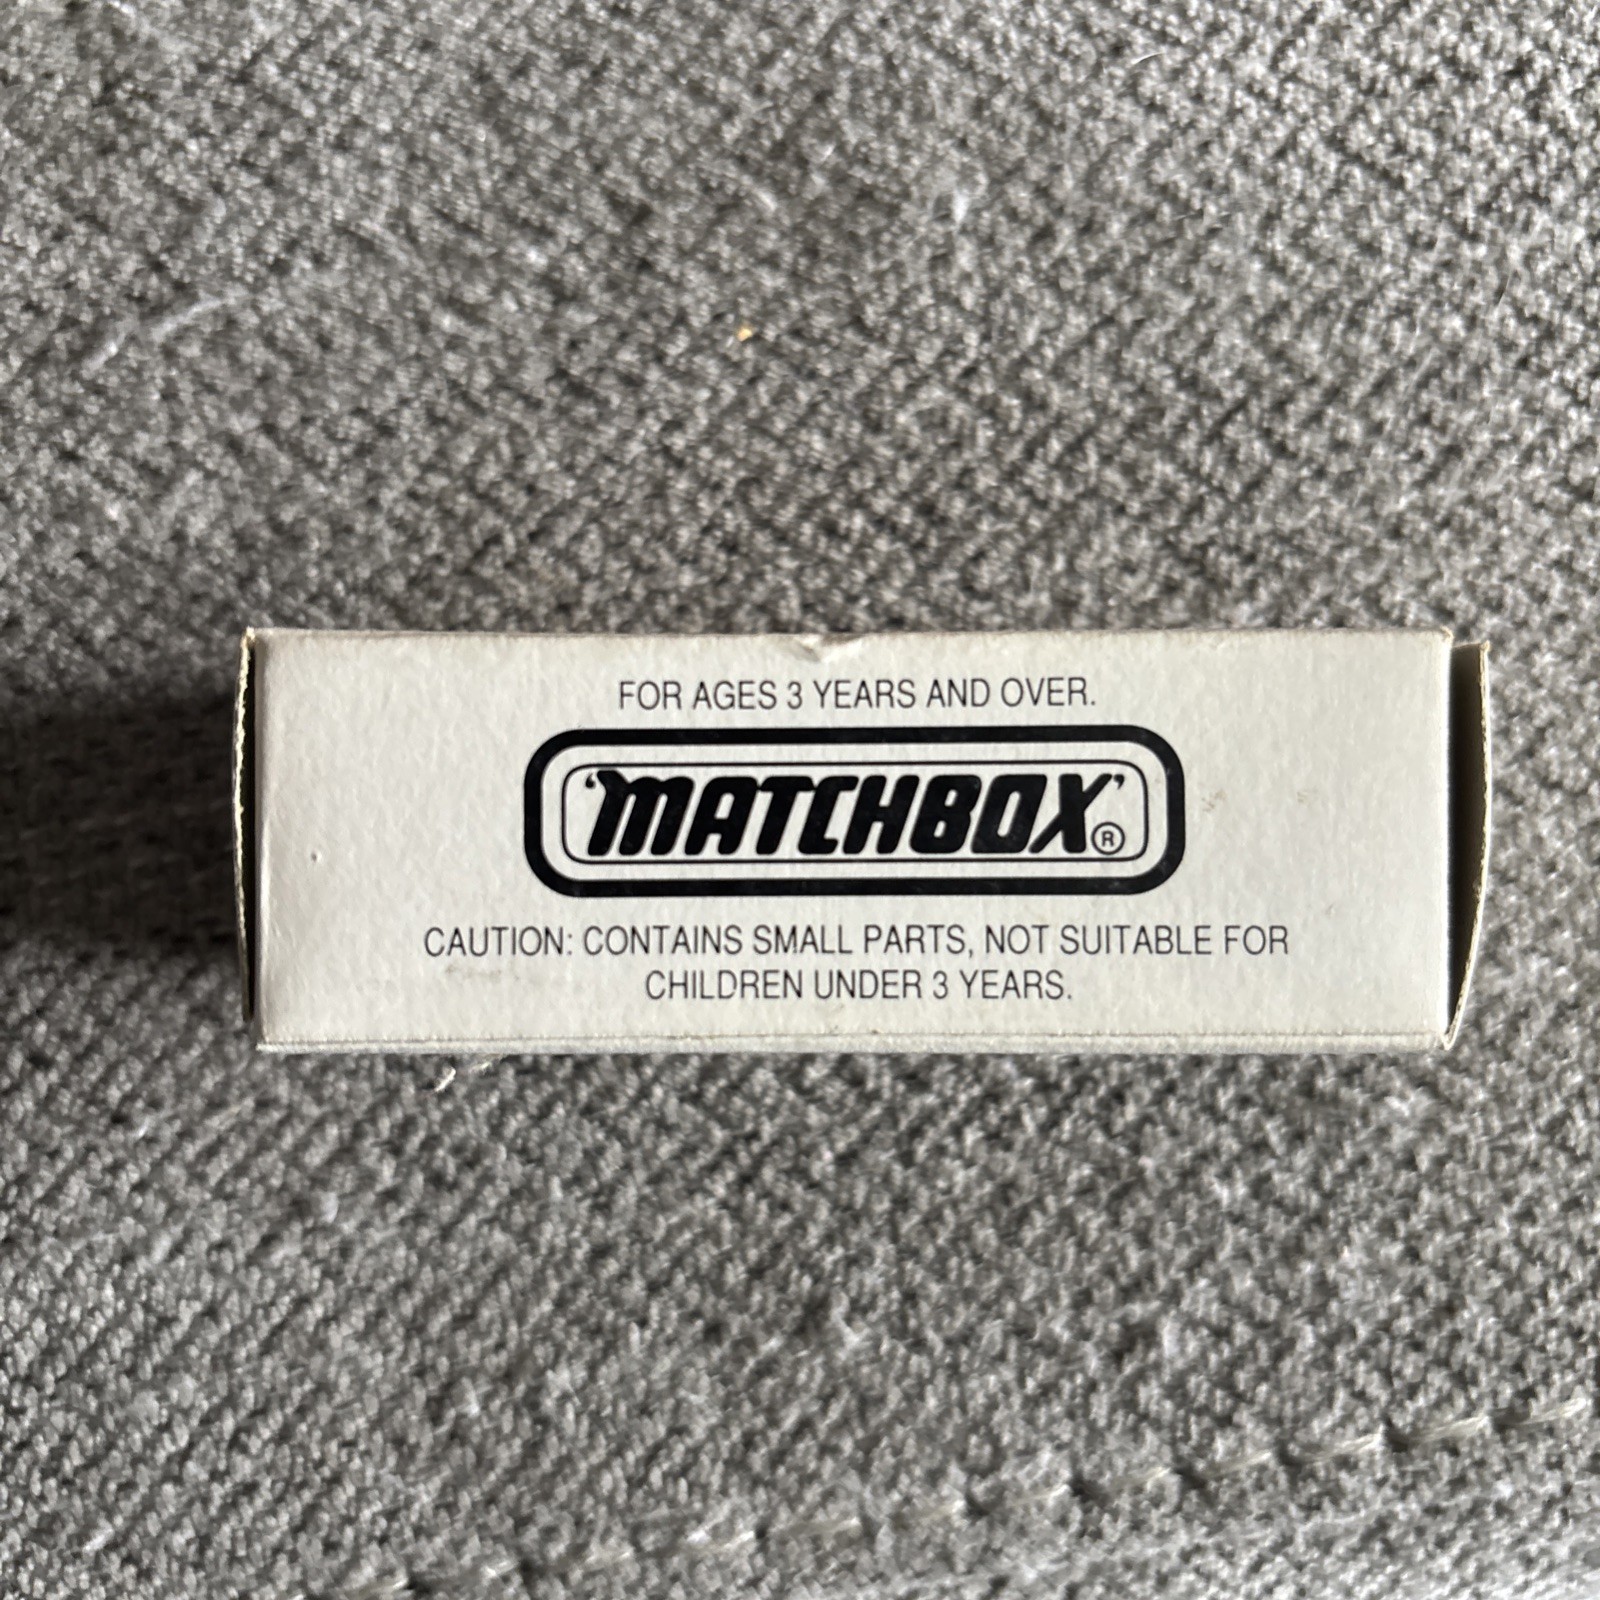 FOR AGES 3 YEARS AND OVER.
'MATCHBOX'®
CAUTION: CONTAINS SMALL PARTS, NOT SUITABLE FOR
CHILDREN UNDER 3 YEARS.